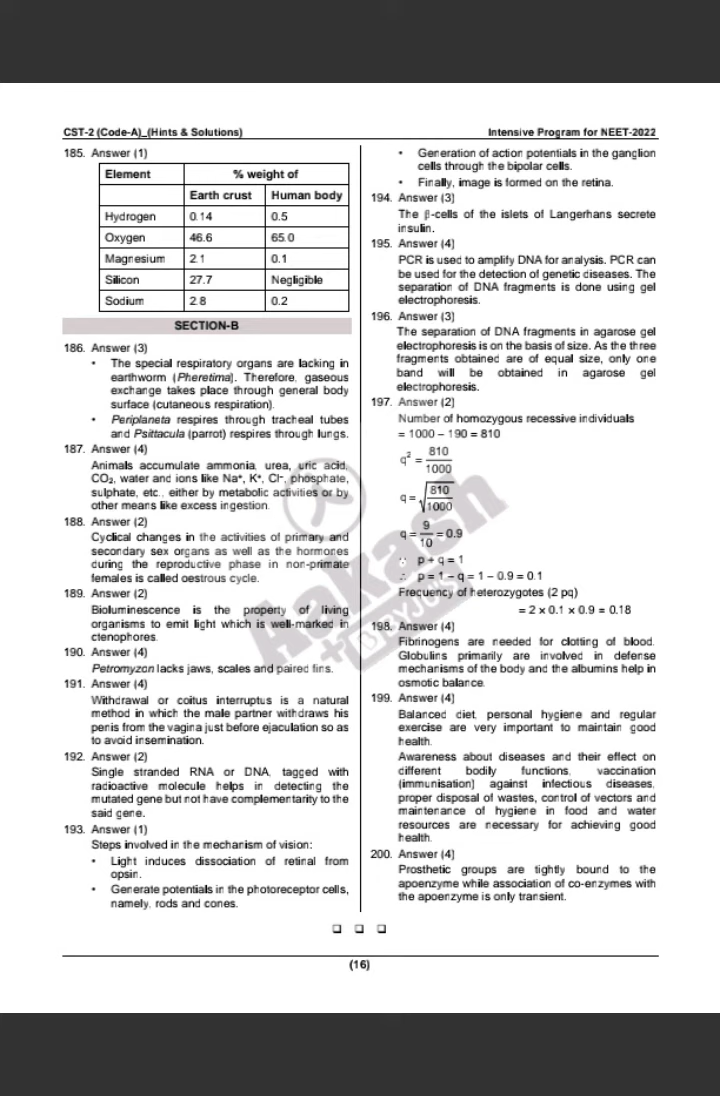 CST-2 (Code-A)_(Hints & Solutions)
Intensive Program for NEET-2022
185. Answer (1)
Element % weight of
Earth crust Human body
Hydrogen 0.14 0.5
Oxygen 46.6 65.0
Magnesium 2.1 0.1
Silicon 27.7 Negligible
Sodium 2.8 0.2
SECTION-B
186. Answer (3)
• The special respiratory organs are lacking in
earthworm (Pheretima). Therefore, gaseous
exchange takes place through general body
surface (cutaneous respiration).
• Periplaneta respires through tracheal tubes
and Psittacula (parrot) respires through lungs.
187. Answer (4)
Animals accumulate ammonia, urea, uric acid,
CO₂, water and ions like Na⁺, K⁺, Cl⁻, phosphate,
sulphate, etc., either by metabolic activities or by
other means like excess ingestion.
188. Answer (2)
Cyclical changes in the activities of primary and
secondary sex organs as well as the hormones
during the reproductive phase in non-primate
females is called oestrous cycle.
189. Answer (2)
Bioluminescence is the property of living
organisms to emit light which is well-marked in
ctenophores.
190. Answer (4)
Petromyzon lacks jaws, scales and paired fins.
191. Answer (4)
Withdrawal or coitus interruptus is a natural
method in which the male partner withdraws his
penis from the vagina just before ejaculation so as
to avoid insemination.
192. Answer (2)
Single stranded RNA or DNA, tagged with
radioactive molecule helps in detecting the
mutated gene but not have complementarity to the
said gene.
193. Answer (1)
Steps involved in the mechanism of vision:
• Light induces dissociation of retinal from
opsin.
• Generate potentials in the photoreceptor cells,
namely, rods and cones.
• Generation of action potentials in the ganglion
cells through the bipolar cells.
• Finally, image is formed on the retina.
194. Answer (3)
The β-cells of the islets of Langerhans secrete
insulin.
195. Answer (4)
PCR is used to amplify DNA for analysis. PCR can
be used for the detection of genetic diseases. The
separation of DNA fragments is done using gel
electrophoresis.
196. Answer (3)
The separation of DNA fragments in agarose gel
electrophoresis is on the basis of size. As the three
fragments obtained are of equal size, only one
band will be obtained in agarose gel
electrophoresis.
197. Answer (2)
Number of homozygous recessive individuals
= 1000 – 190 = 810
q² = 810/1000
q = √(810/1000)
q = 9/10 = 0.9
∵ p + q = 1
∴ p = 1 – q = 1 – 0.9 = 0.1
Frequency of heterozygotes (2 pq)
= 2 x 0.1 x 0.9 = 0.18
198. Answer (4)
Fibrinogens are needed for clotting of blood.
Globulins primarily are involved in defense
mechanisms of the body and the albumins help in
osmotic balance.
199. Answer (4)
Balanced diet, personal hygiene and regular
exercise are very important to maintain good
health.
Awareness about diseases and their effect on
different bodily functions, vaccination
(immunisation) against infectious diseases,
proper disposal of wastes, control of vectors and
maintenance of hygiene in food and water
resources are necessary for achieving good
health.
200. Answer (4)
Prosthetic groups are tightly bound to the
apoenzyme while association of co-enzymes with
the apoenzyme is only transient.
(16)
Aakash
+ BYJU'S